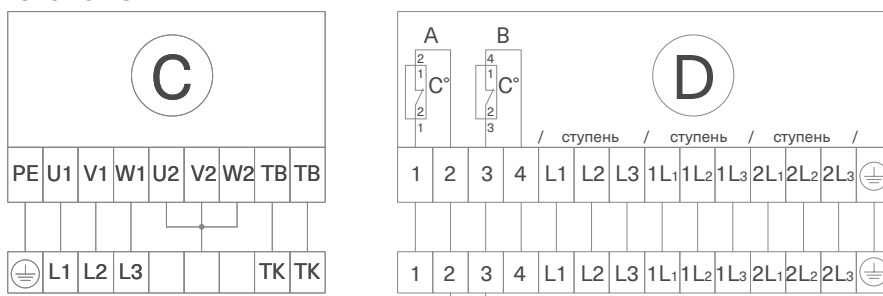 C
PE U1 V1 W1 U2 V2 W2 TB TB
L1 L2 L3 TK TK
A B
D
2 4
1 1
C° C°
2 2
1 3
/ ступень / ступень / ступень /
1 2 3 4 L1 L2 L3 1L1 1L2 1L3 2L1 2L2 2L3
1 2 3 4 L1 L2 L3 1L1 1L2 1L3 2L1 2L2 2L3